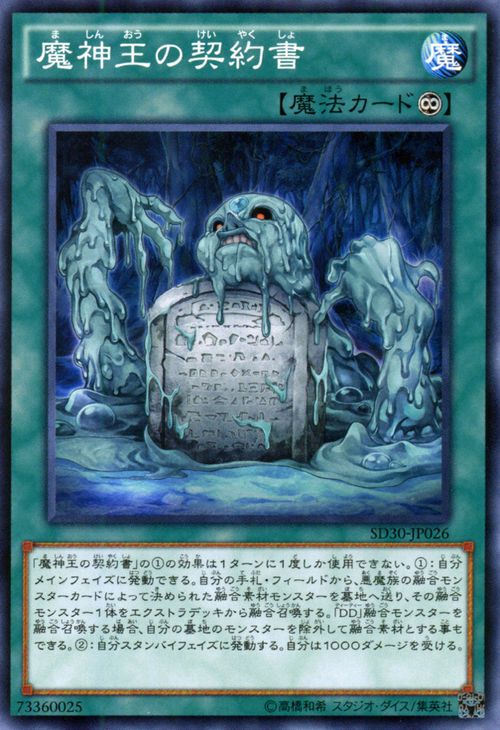 魔神王の契約書
魔
【魔法カード】
SD30-JP026
「魔神王の契約書」の①の効果は1ターンに1度しか使用できない。①:自分
メインフェイズに発動できる。自分の手札・フィールドから、悪魔族の融合モン
スターカードによって決められた融合素材モンスターを墓地へ送り、その融合
モンスター1体をエクストラデッキから融合召喚する。「DD」融合モンスターを
融合召喚する場合、自分の墓地のモンスターを除外して融合素材とする事も
できる。②:自分スタンバイフェイズに発動する。自分は1000ダメージを受ける。
73360025
©高橋和希 スタジオ・ダイス/集英社